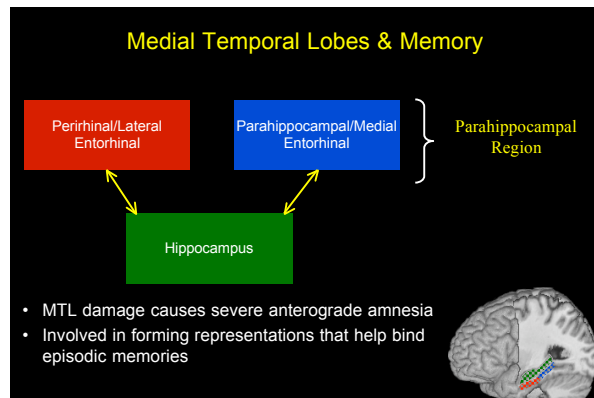 Medial Temporal Lobes & Memory
Perirhinal/Lateral
Entorhinal
Parahippocampal/Medial
Entorhinal
Parahippocampal
Region
Hippocampus
• MTL damage causes severe anterograde amnesia
• Involved in forming representations that help bind
episodic memories